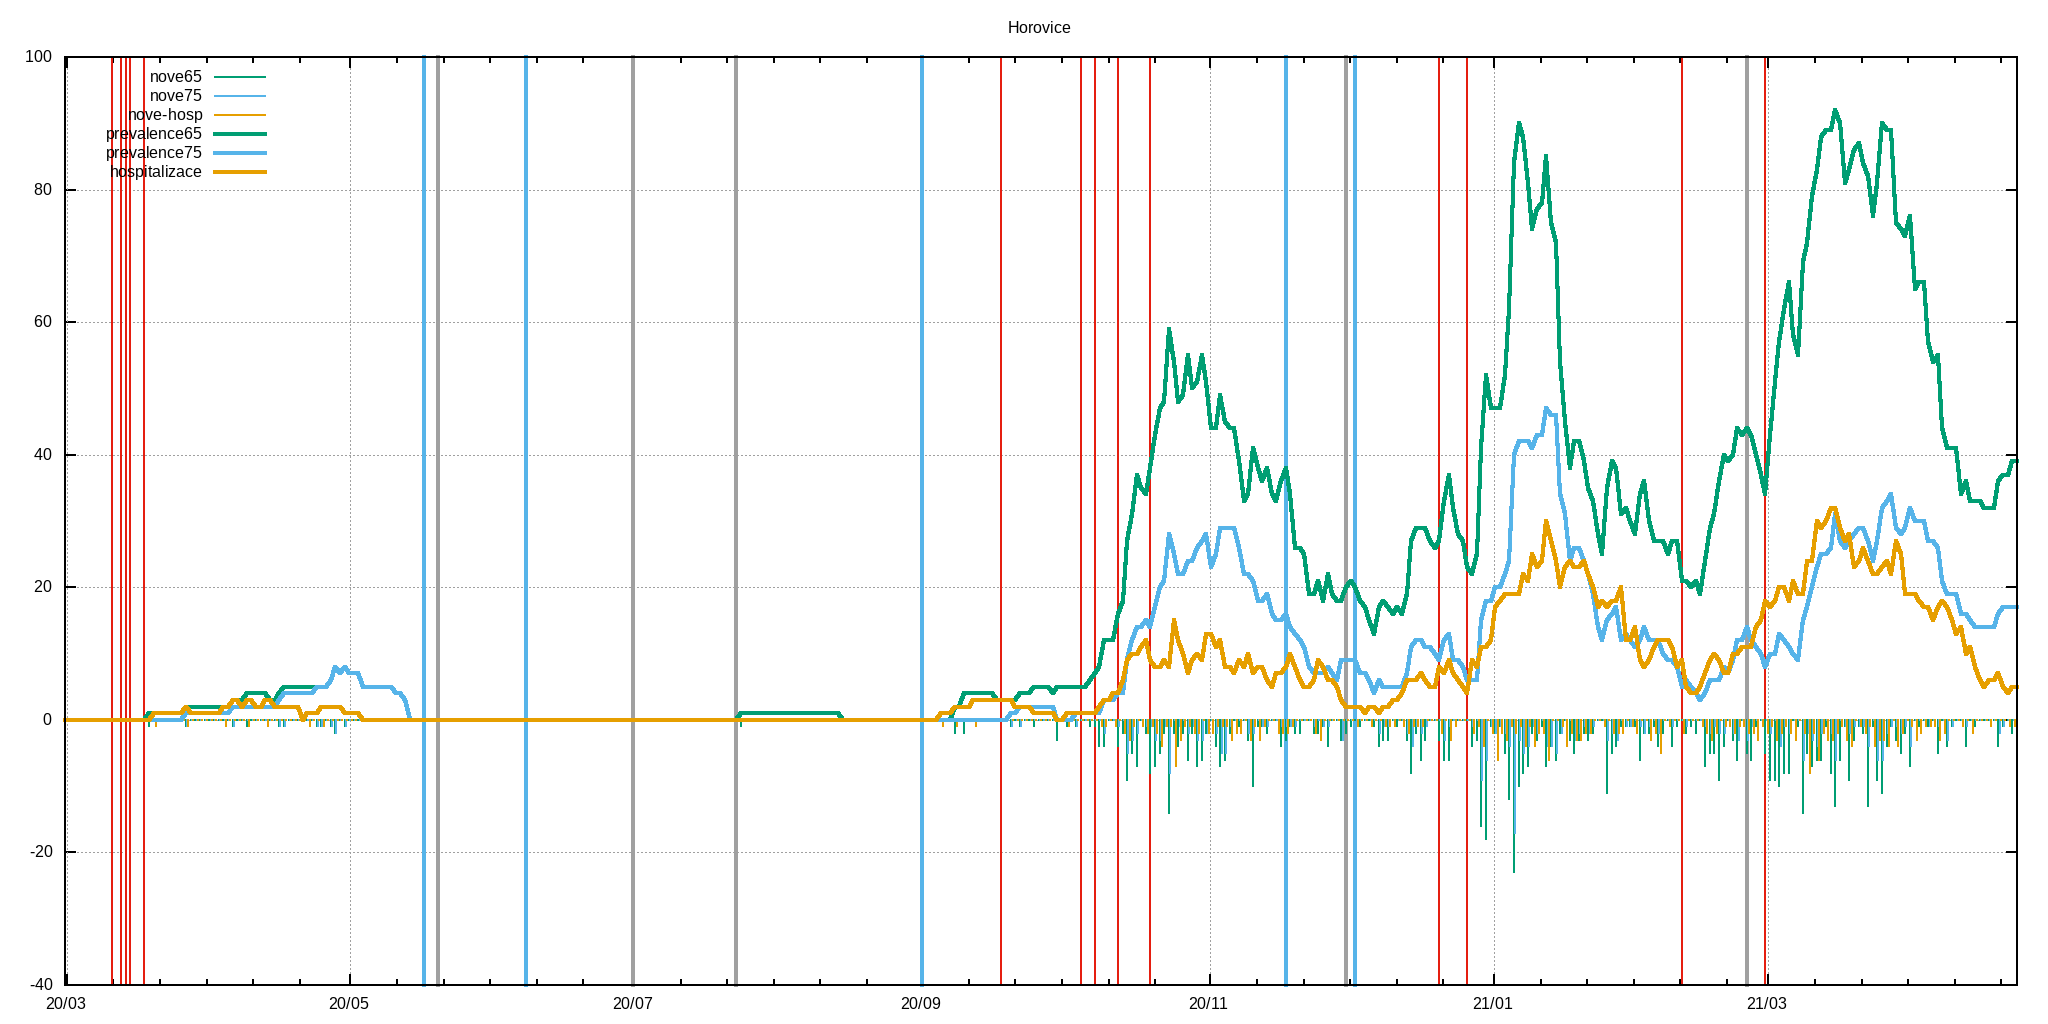 Horovice
100
80
60
40
20
0
-20
-40
nove65
nove75
nove-hosp
prevalence65
prevalence75
hospitalizace
20/03 20/05 20/07 20/09 20/11 21/01 21/03